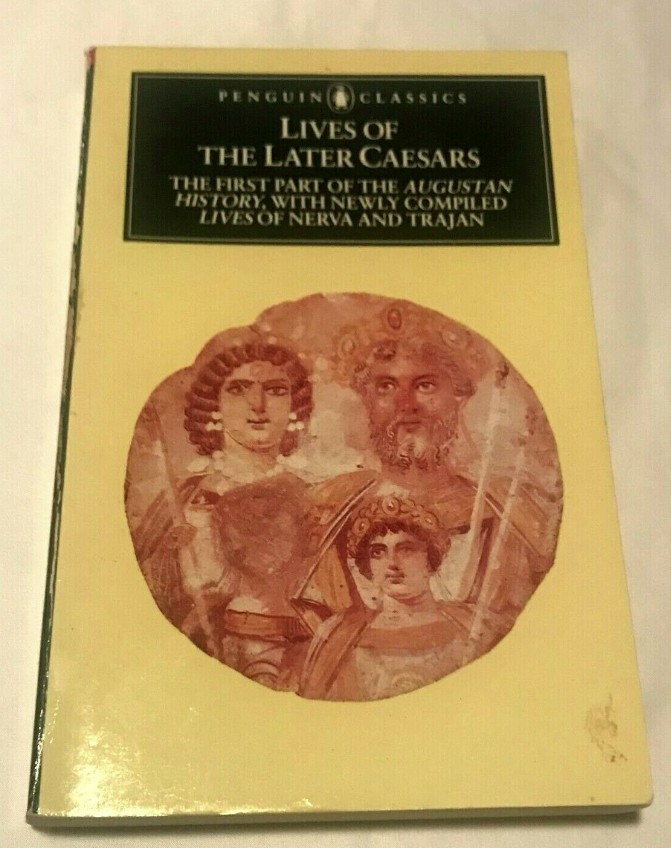 PENGUIN CLASSICS
LIVES OF
THE LATER CAESARS
THE FIRST PART OF THE AUGUSTAN
HISTORY, WITH NEWLY COMPILED
LIVES OF NERVA AND TRAJAN